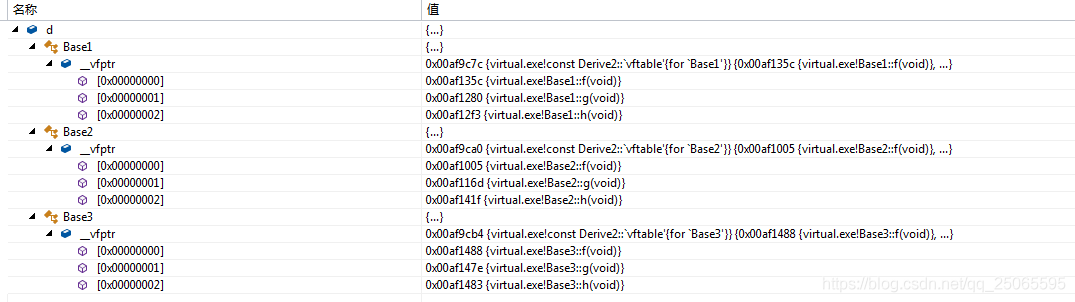 名称 值
d {...}
Base1 {...}
__vfptr 0x00af9c7c {virtual.exe!const Derive2::`vftable'{for `Base1'}} {0x00af135c {virtual.exe!Base1::f(void)}, ...}
[0x00000000] 0x00af135c {virtual.exe!Base1::f(void)}
[0x00000001] 0x00af1280 {virtual.exe!Base1::g(void)}
[0x00000002] 0x00af12f3 {virtual.exe!Base1::h(void)}
Base2 {...}
__vfptr 0x00af9ca0 {virtual.exe!const Derive2::`vftable'{for `Base2'}} {0x00af1005 {virtual.exe!Base2::f(void)}, ...}
[0x00000000] 0x00af1005 {virtual.exe!Base2::f(void)}
[0x00000001] 0x00af116d {virtual.exe!Base2::g(void)}
[0x00000002] 0x00af141f {virtual.exe!Base2::h(void)}
Base3 {...}
__vfptr 0x00af9cb4 {virtual.exe!const Derive2::`vftable'{for `Base3'}} {0x00af1488 {virtual.exe!Base3::f(void)}, ...}
[0x00000000] 0x00af1488 {virtual.exe!Base3::f(void)}
[0x00000001] 0x00af147e {virtual.exe!Base3::g(void)}
[0x00000002] 0x00af1483 {virtual.exe!Base3::h(void)}
https://blog.csdn.net/qq_25065595